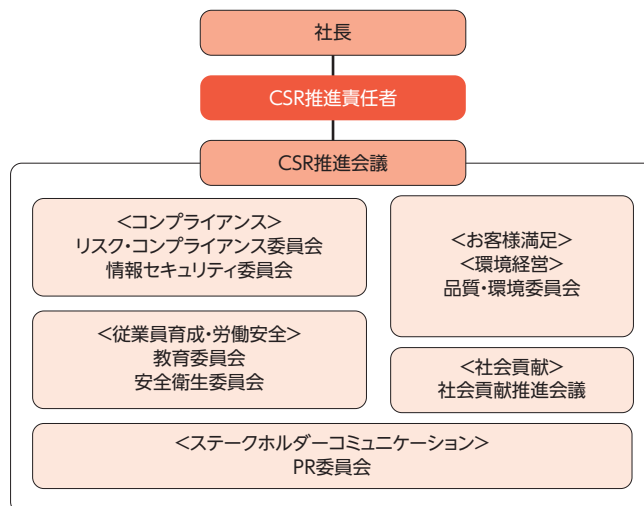 社長
CSR推進責任者
CSR推進会議
<コンプライアンス>
リスク・コンプライアンス委員会
情報セキュリティ委員会
<お客様満足>
<環境経営>
品質・環境委員会
<従業員育成・労働安全>
教育委員会
安全衛生委員会
<社会貢献>
社会貢献推進会議
<ステークホルダーコミュニケーション>
PR委員会